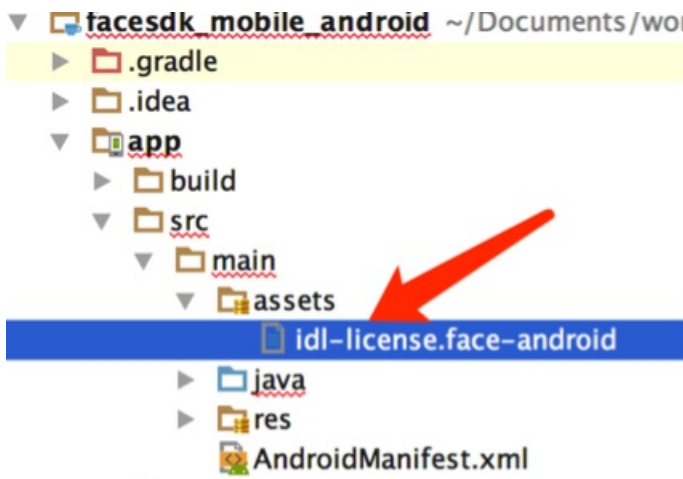 facesdk_mobile_android ~/Documents/wor
.gradle
.idea
app
build
src
main
assets
idl-license.face-android
java
res
AndroidManifest.xml